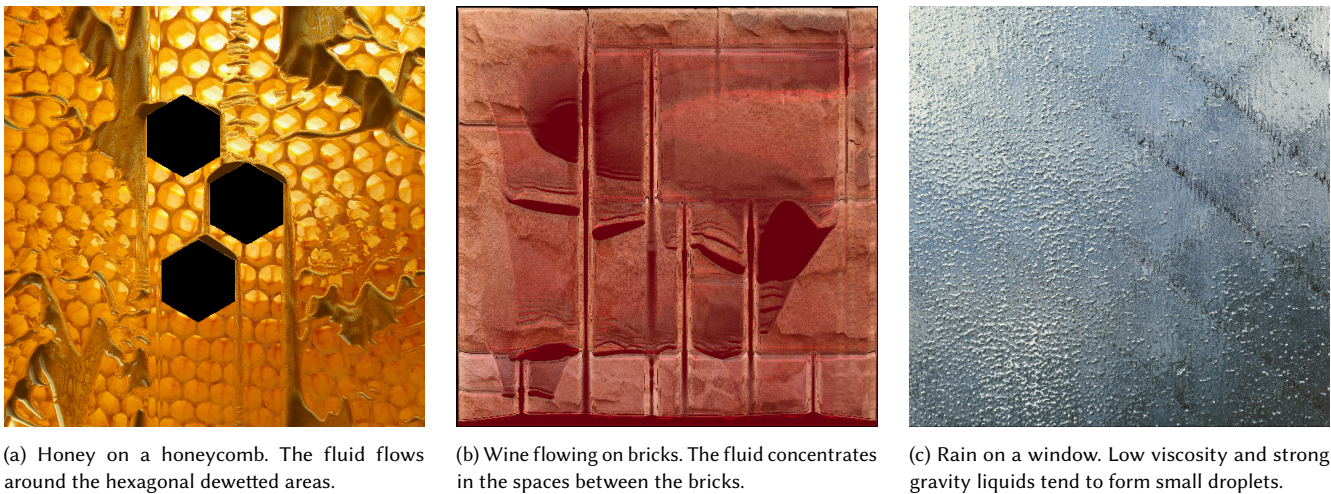 (a) Honey on a honeycomb. The fluid flows
around the hexagonal dewetted areas.
(b) Wine flowing on bricks. The fluid concentrates
in the spaces between the bricks.
(c) Rain on a window. Low viscosity and strong
gravity liquids tend to form small droplets.